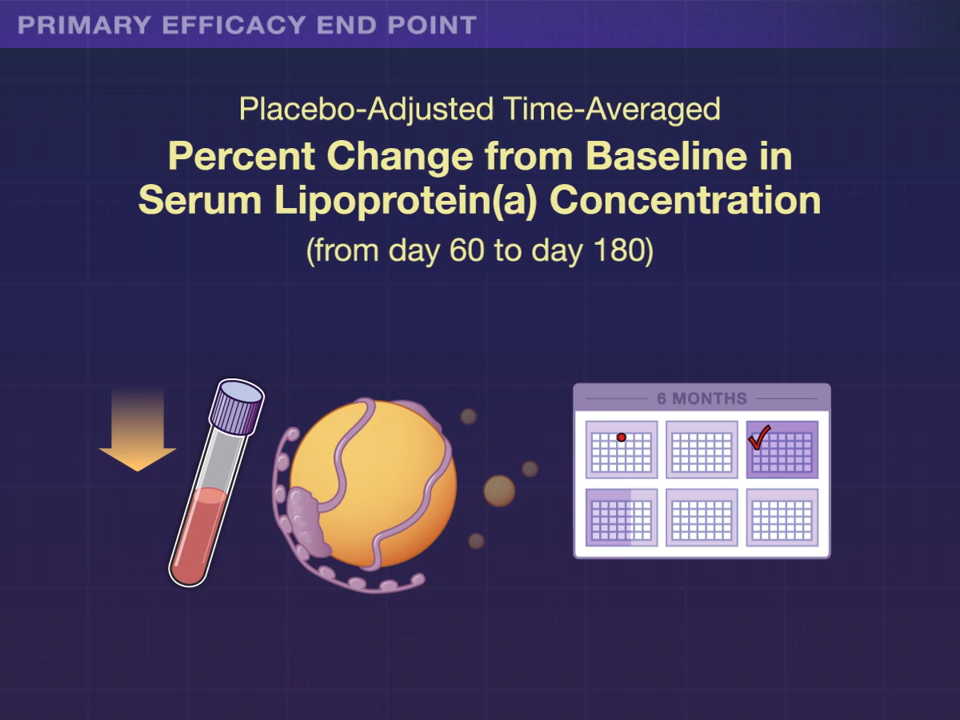 PRIMARY EFFICACY END POINT
Placebo-Adjusted Time-Averaged
Percent Change from Baseline in
Serum Lipoprotein(a) Concentration
(from day 60 to day 180)
6 MONTHS